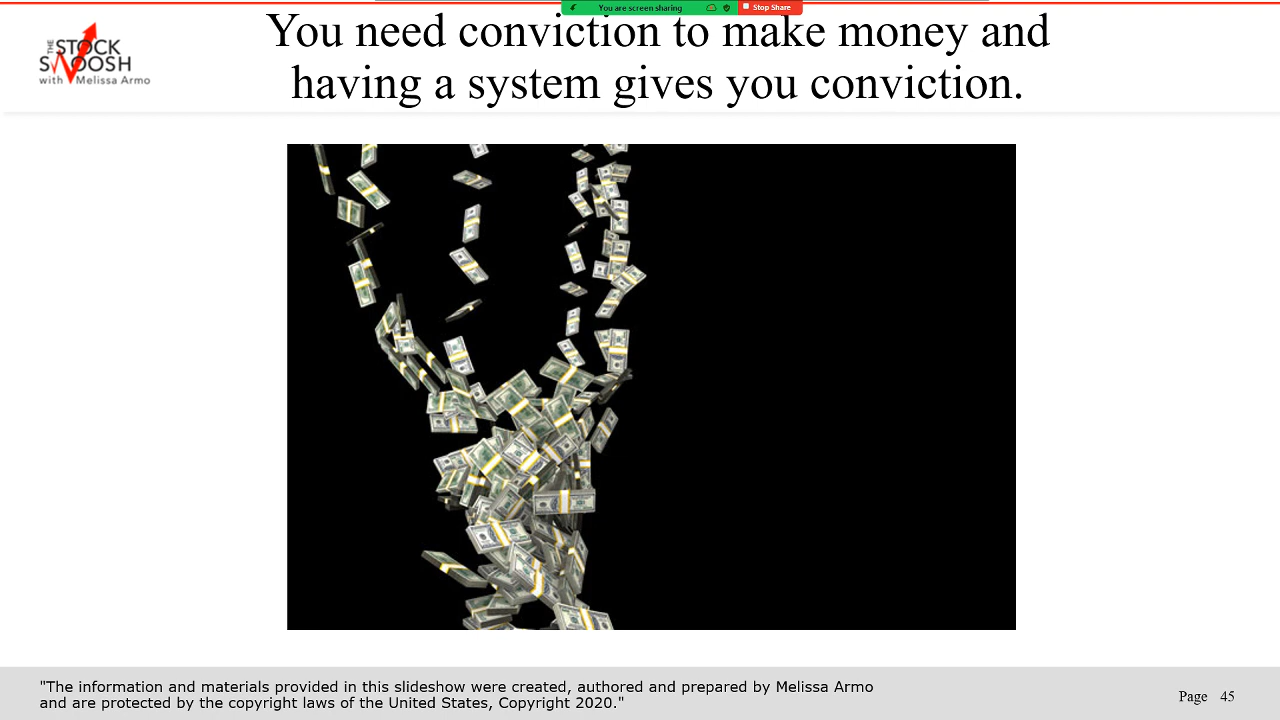 You are screen sharing
Stop Share
You need conviction to make money and
having a system gives you conviction.
THE
STOCK
SWOOSH
with Melissa Armo
"The information and materials provided in this slideshow were created, authored and prepared by Melissa Armo
and are protected by the copyright laws of the United States, Copyright 2020."
Page 45